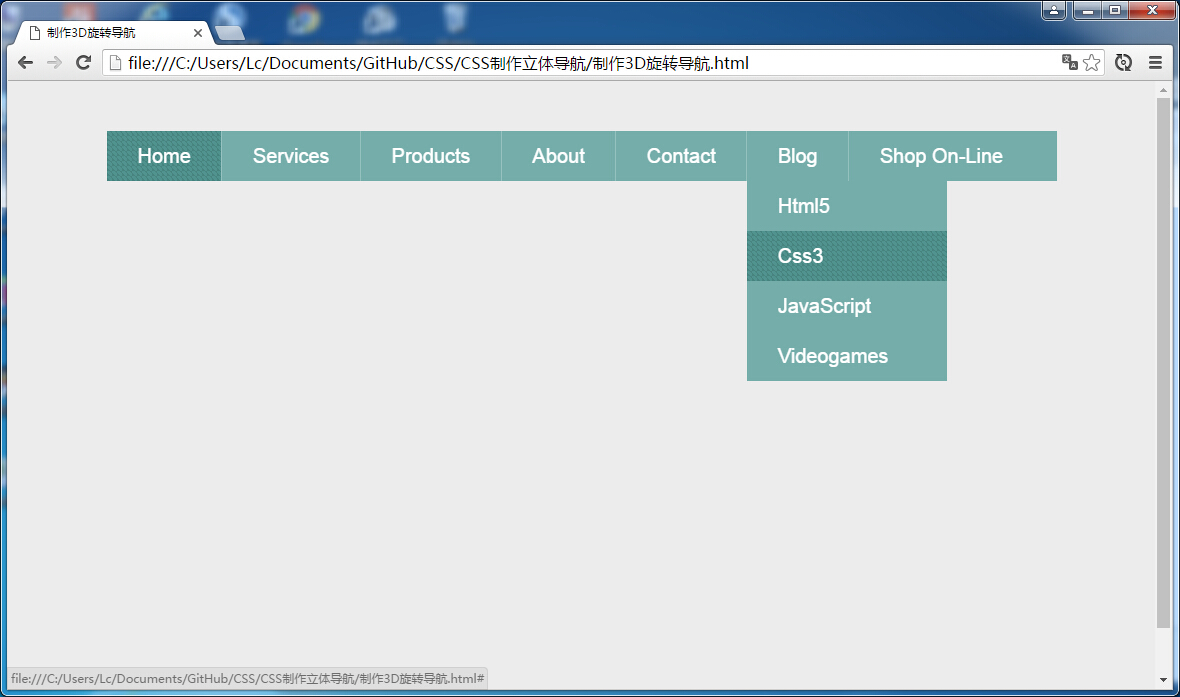 制作3D旋转导航
file:///C:/Users/Lc/Documents/GitHub/CSS/CSS制作立体导航/制作3D旋转导航.html
Home Services Products About Contact Blog Shop On-Line
Html5
Css3
JavaScript
Videogames
file:///C:/Users/Lc/Documents/GitHub/CSS/CSS制作立体导航/制作3D旋转导航.html#